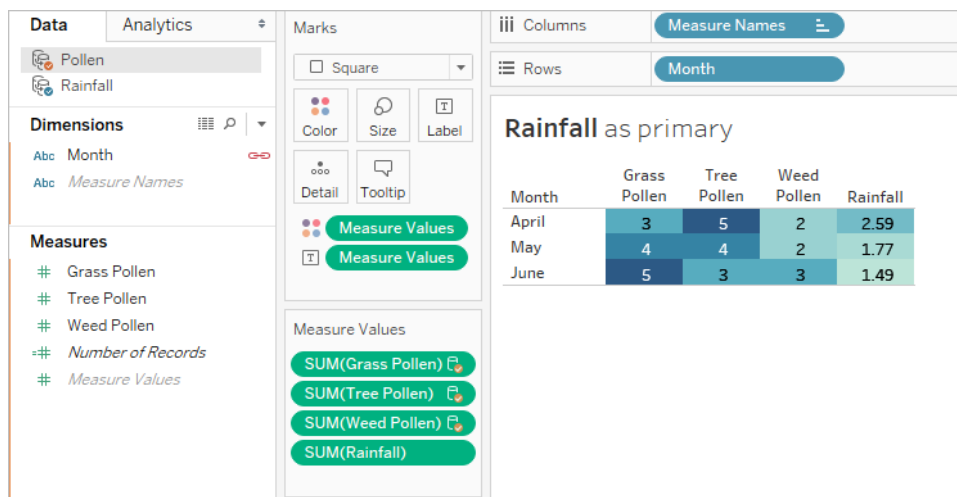 Data
Analytics
Pollen
Rainfall
Dimensions
Abc Month
Abc Measure Names
Measures
Grass Pollen
Tree Pollen
Weed Pollen
Number of Records
Measure Values
Marks
Square
Color
Size
T
Label
Detail
Tooltip
Measure Values
T Measure Values
Measure Values
SUM(Grass Pollen)
SUM(Tree Pollen)
SUM(Weed Pollen)
SUM(Rainfall)
Columns
Measure Names
Rows
Month
Rainfall as primary
Month Grass Pollen Tree Pollen Weed Pollen Rainfall
April 3 5 2 2.59
May 4 4 2 1.77
June 5 3 3 1.49